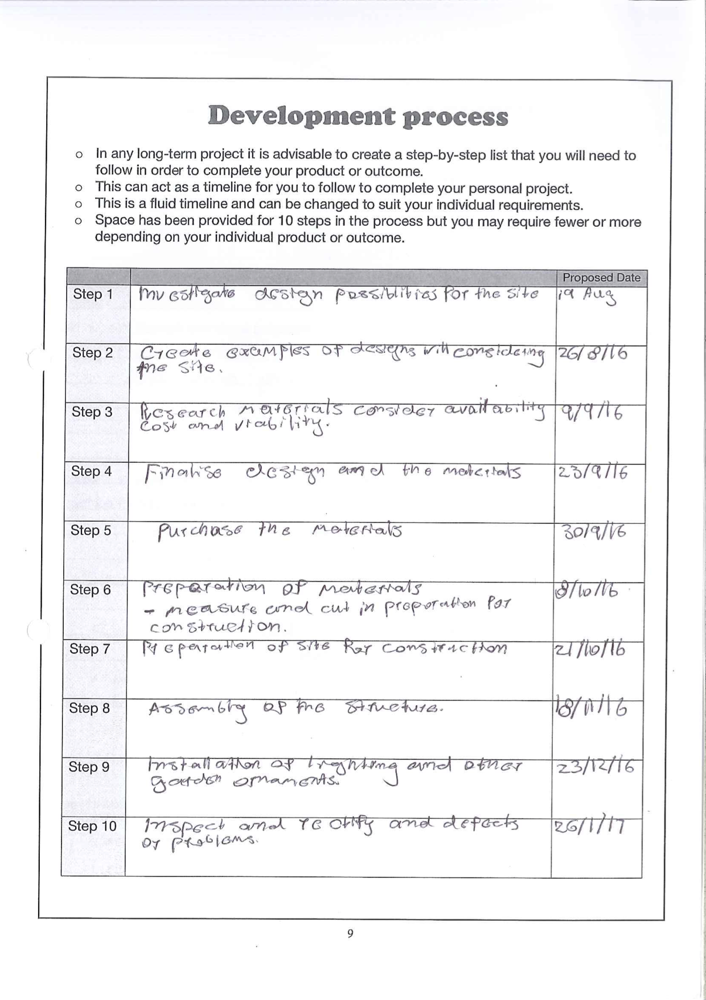 Development process
o In any long-term project it is advisable to create a step-by-step list that you will need to
follow in order to complete your product or outcome.
o This can act as a timeline for you to follow to complete your personal project.
o This is a fluid timeline and can be changed to suit your individual requirements.
o Space has been provided for 10 steps in the process but you may require fewer or more
depending on your individual product or outcome.
Proposed Date
Step 1 Investigate design possiblities for the site 19 Aug
Step 2 Create examples of designs consideing 26/8/16
the site.
Step 3 Research materials consider availability 9/9/16
cost and viability.
Step 4 Finalise design and the materials 23/9/16
Step 5 Purchase the materials 30/9/16
Step 6 Preparation of materials 8/10/16
- measure and cut in preporation for
construction.
Step 7 Preperation of site for construction 21/10/16
Step 8 Assembly of the structure. 18/11/16
Step 9 Installation of lighting and other 23/12/16
garden ornaments.
Step 10 Inspect and rectify and defects 26/1/17
or problems.
9